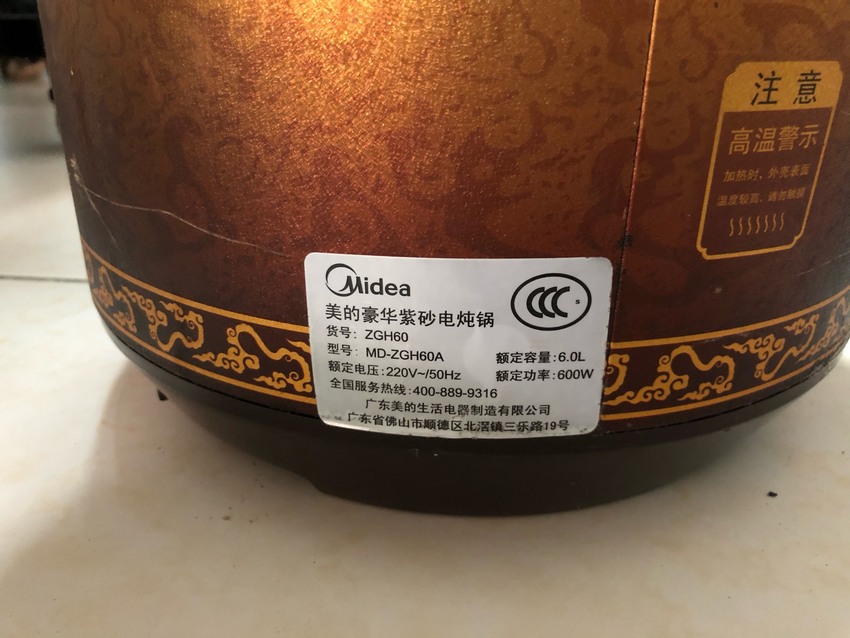 注意
高温警示
加热时、外壳表面
温度较高、请勿触摸
Midea
CCC s
美的豪华紫砂电炖锅
货号: ZGH60
型号: MD-ZGH60A
额定容量:6.0L
额定电压:220V~/50Hz
额定功率:600W
全国服务热线:400-889-9316
广东美的生活电器制造有限公司
广东省佛山市顺德区北滘镇三乐路19号